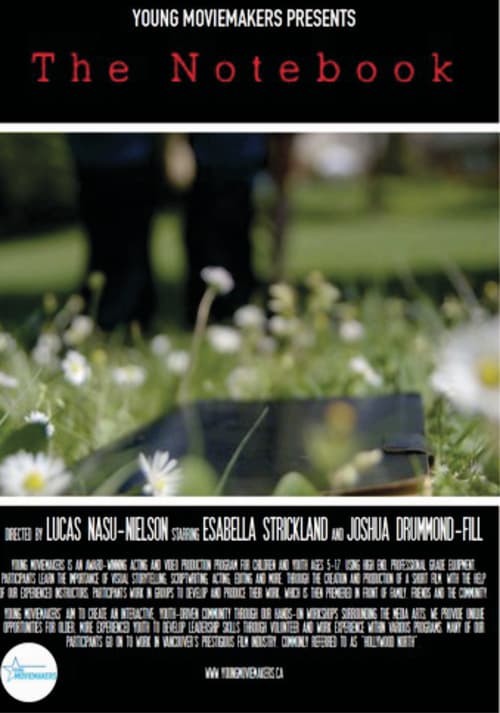 YOUNG MOVIEMAKERS PRESENTS
The Notebook
DIRECTED BY LUCAS NASU-NIELSON STARRING ESABELLA STRICKLAND AND JOSHUA DRUMMOND-FILL
YOUNG MOVIEMAKERS IS AN AWARD-WINNING ACTING AND VIDEO PRODUCTION PROGRAM FOR CHILDREN AND YOUTH AGES 5-17. USING HIGH END, PROFESSIONAL GRADE EQUIPMENT,
PARTICIPANTS LEARN THE IMPORTANCE OF VISUAL STORYTELLING, SCRIPTWRITING, ACTING, EDITING AND MORE, THROUGH THE CREATION AND PRODUCTION OF A SHORT FILM. WITH THE HELP
OF OUR EXPERIENCED INSTRUCTORS, PARTICIPANTS WORK IN GROUPS TO DEVELOP AND PRODUCE THEIR WORK, WHICH IS THEN PREMIERED IN FRONT OF FAMILY, FRIENDS AND THE COMMUNITY.
YOUNG MOVIEMAKERS' AIM TO CREATE AN INTERACTIVE, YOUTH-DRIVEN COMMUNITY THROUGH OUR HANDS-ON WORKSHOPS SURROUNDING THE MEDIA ARTS. WE PROVIDE UNIQUE
OPPORTUNITIES FOR OLDER, MORE EXPERIENCED YOUTH TO DEVELOP LEADERSHIP SKILLS THROUGH VOLUNTEER AND WORK EXPERIENCE WITHIN VARIOUS PROGRAMS. MANY OF OUR
PARTICIPANTS GO ON TO WORK IN VANCOUVER'S PRESTIGIOUS FILM INDUSTRY, COMMONLY REFERRED TO AS "HOLLYWOOD NORTH"
WWW.YOUNGMOVIEMAKERS.CA
YOUNG
MOVIEMAKERS